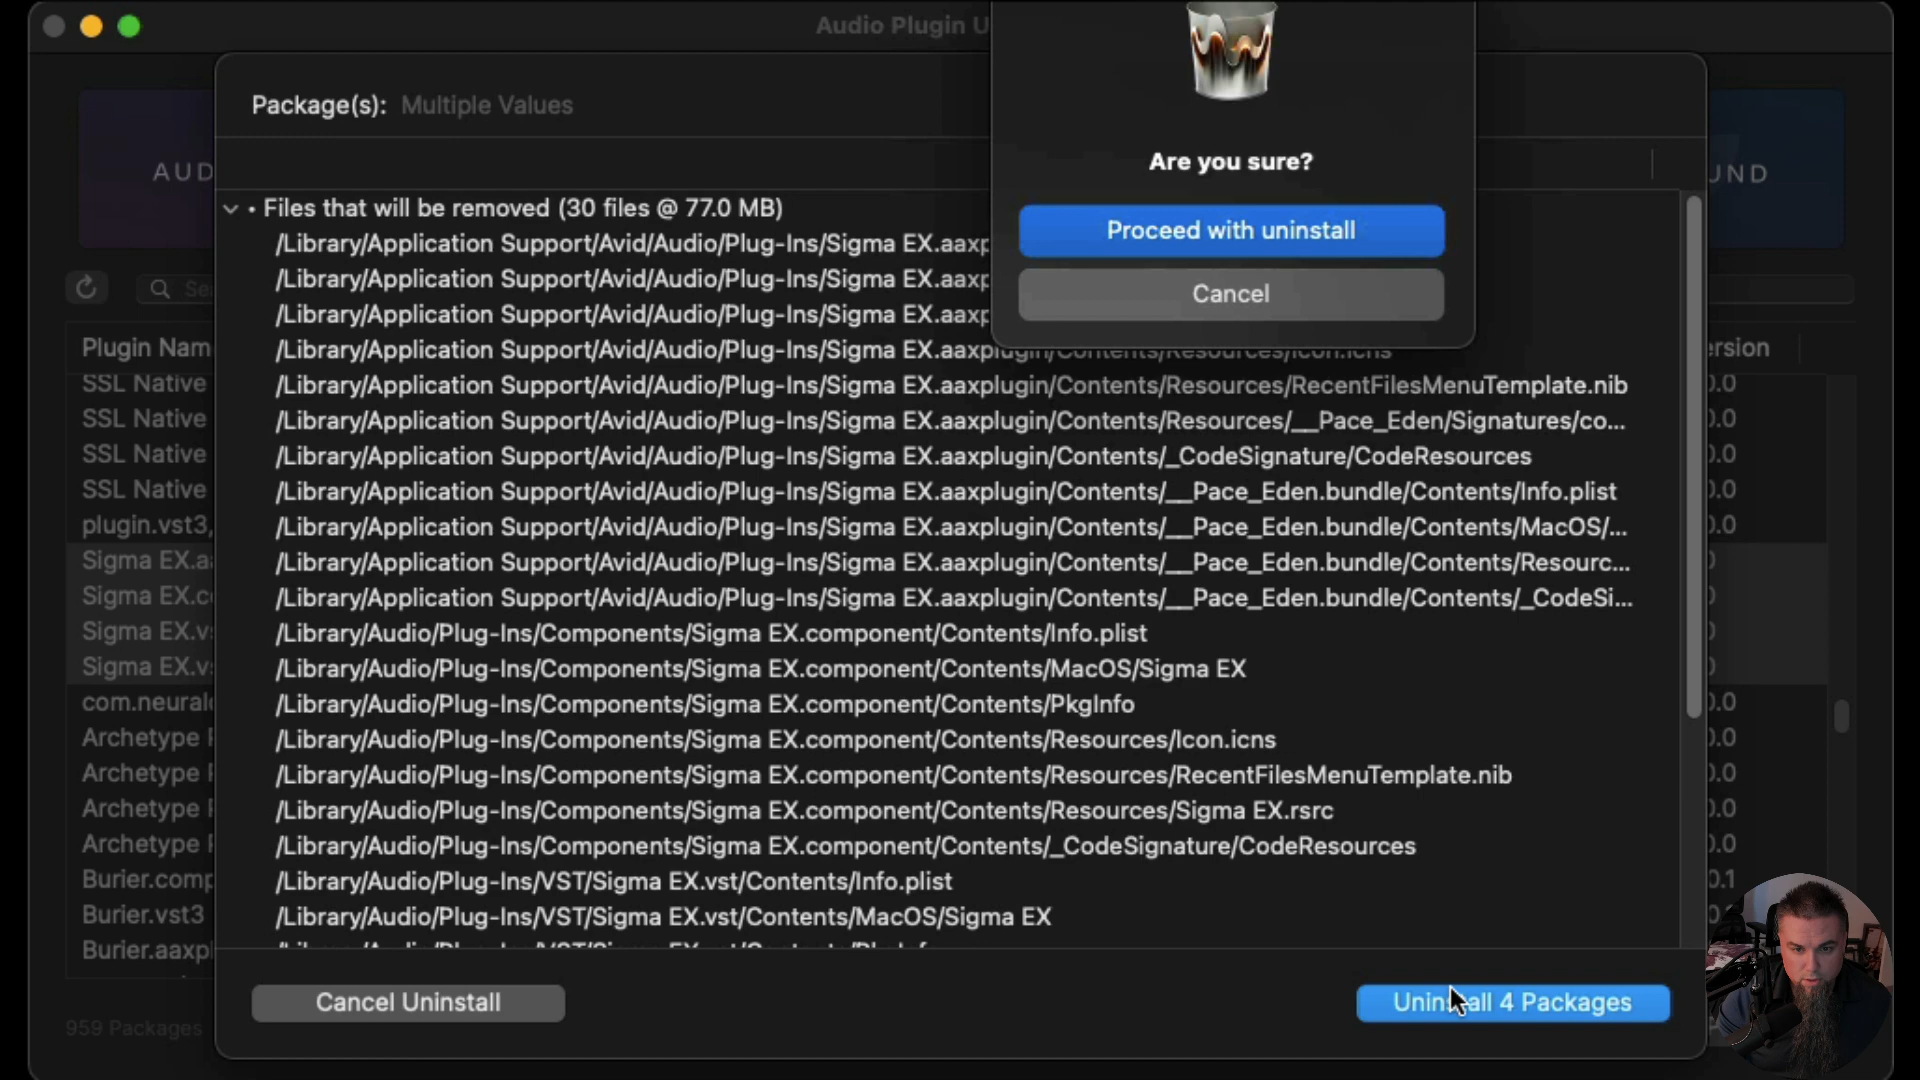 Audio Plugin U
Package(s): Multiple Values
Are you sure?
Proceed with uninstall
Cancel
AUD
UND
Files that will be removed (30 files @ 77.0 MB)
/Library/Application Support/Avid/Audio/Plug-Ins/Sigma EX.aaxp
/Library/Application Support/Avid/Audio/Plug-Ins/Sigma EX.aaxp
/Library/Application Support/Avid/Audio/Plug-Ins/Sigma EX.aaxp
/Library/Application Support/Avid/Audio/Plug-Ins/Sigma EX.aaxplugin/Contents/Resources/Icon.icns
/Library/Application Support/Avid/Audio/Plug-Ins/Sigma EX.aaxplugin/Contents/Resources/RecentFilesMenuTemplate.nib
/Library/Application Support/Avid/Audio/Plug-Ins/Sigma EX.aaxplugin/Contents/Resources/__Pace_Eden/Signatures/co...
/Library/Application Support/Avid/Audio/Plug-Ins/Sigma EX.aaxplugin/Contents/_CodeSignature/CodeResources
/Library/Application Support/Avid/Audio/Plug-Ins/Sigma EX.aaxplugin/Contents/__Pace_Eden.bundle/Contents/Info.plist
/Library/Application Support/Avid/Audio/Plug-Ins/Sigma EX.aaxplugin/Contents/__Pace_Eden.bundle/Contents/MacOS/...
/Library/Application Support/Avid/Audio/Plug-Ins/Sigma EX.aaxplugin/Contents/__Pace_Eden.bundle/Contents/Resourc...
/Library/Application Support/Avid/Audio/Plug-Ins/Sigma EX.aaxplugin/Contents/__Pace_Eden.bundle/Contents/_CodeSi...
/Library/Audio/Plug-Ins/Components/Sigma EX.component/Contents/Info.plist
/Library/Audio/Plug-Ins/Components/Sigma EX.component/Contents/MacOS/Sigma EX
/Library/Audio/Plug-Ins/Components/Sigma EX.component/Contents/PkgInfo
/Library/Audio/Plug-Ins/Components/Sigma EX.component/Contents/Resources/Icon.icns
/Library/Audio/Plug-Ins/Components/Sigma EX.component/Contents/Resources/RecentFilesMenuTemplate.nib
/Library/Audio/Plug-Ins/Components/Sigma EX.component/Contents/Resources/Sigma EX.rsrc
/Library/Audio/Plug-Ins/Components/Sigma EX.component/Contents/_CodeSignature/CodeResources
/Library/Audio/Plug-Ins/VST/Sigma EX.vst/Contents/Info.plist
/Library/Audio/Plug-Ins/VST/Sigma EX.vst/Contents/MacOS/Sigma EX
Plugin Nam
ersion
SSL Native
SSL Native
SSL Native
SSL Native
plugin.vst3,
Sigma EX.a
Sigma EX.c
Sigma EX.v
Sigma EX.v
com.neural
Archetype
Archetype
Archetype
Archetype
Burier.comp
Burier.vst3
Burier.aaxpl
959 Packages
Cancel Uninstall
Uninstall 4 Packages